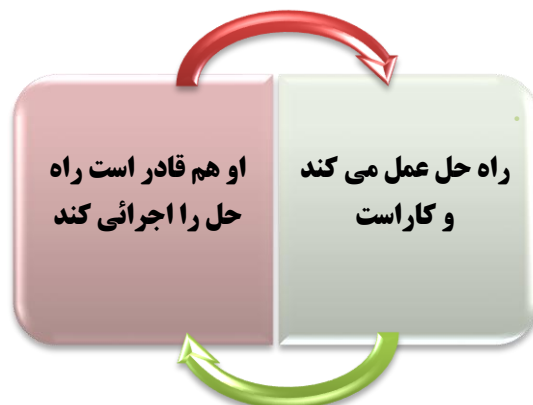 راه حل عمل می کند
و کاراست
او هم قادر است راه
حل را اجرائی کند